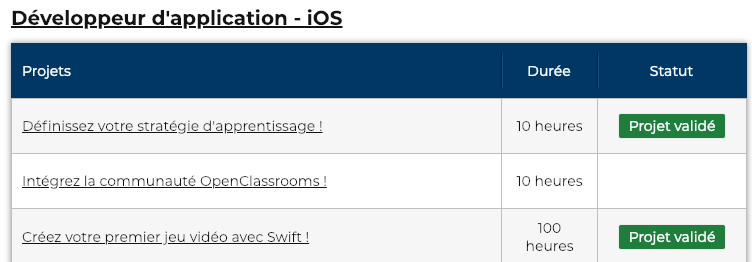 Développeur d'application - iOS
Projets Durée Statut
Définissez votre stratégie d'apprentissage ! 10 heures Projet validé
Intégrez la communauté OpenClassrooms ! 10 heures
Créez votre premier jeu vidéo avec Swift ! 100 heures Projet validé